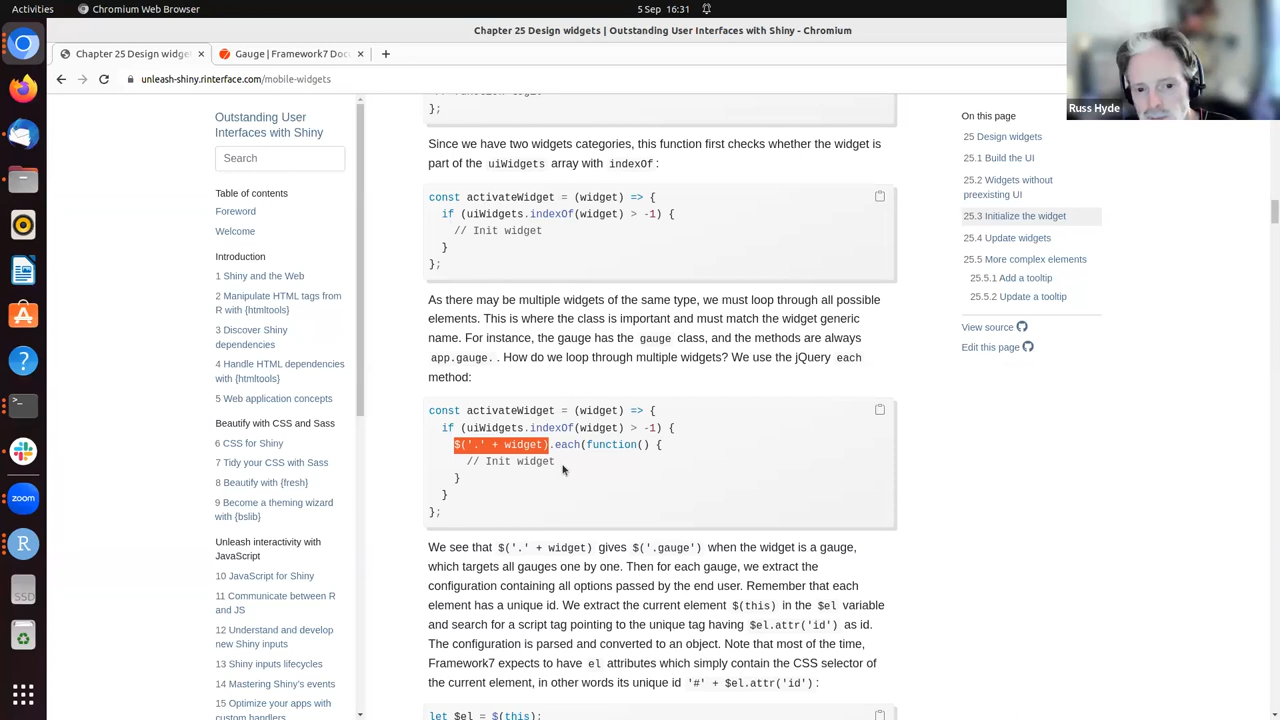 Activities
Chromium Web Browser
5 Sep 16:31
Chapter 25 Design widgets | Outstanding User Interfaces with Shiny - Chromium
Chapter 25 Design widge
Gauge | Framework7 Doc
unleash-shiny.rinterface.com/mobile-widgets
Russ Hyde
Outstanding User
Interfaces with Shiny
Search
Table of contents
Foreword
Welcome
Introduction
1 Shiny and the Web
2 Manipulate HTML tags from
R with {htmltools}
3 Discover Shiny
dependencies
4 Handle HTML dependencies
with {htmltools}
5 Web application concepts
Beautify with CSS and Sass
6 CSS for Shiny
7 Tidy your CSS with Sass
8 Beautify with {fresh}
9 Become a theming wizard
with {bslib}
Unleash interactivity with
JavaScript
10 JavaScript for Shiny
11 Communicate between R
and JS
12 Understand and develop
new Shiny inputs
13 Shiny inputs lifecycles
14 Mastering Shiny's events
15 Optimize your apps with
custom handlers
};
Since we have two widgets categories, this function first checks whether the widget is
part of the uiWidgets array with indexOf:
const activateWidget = (widget) => {
if (uiWidgets.indexOf(widget) > -1) {
// Init widget
}
};
As there may be multiple widgets of the same type, we must loop through all possible
elements. This is where the class is important and must match the widget generic
name. For instance, the gauge has the gauge class, and the methods are always
app.gauge. . How do we loop through multiple widgets? We use the jQuery each
method:
const activateWidget = (widget) => {
if (uiWidgets.indexOf(widget) > -1) {
$('.' + widget).each(function() {
// Init widget
}
}
};
We see that $('.' + widget) gives $('.gauge') when the widget is a gauge,
which targets all gauges one by one. Then for each gauge, we extract the
configuration containing all options passed by the end user. Remember that each
element has a unique id. We extract the current element $(this) in the $el variable
and search for a script tag pointing to the unique tag having $el.attr('id') as id.
The configuration is parsed and converted to an object. Note that most of the time,
Framework7 expects to have el attributes which simply contain the CSS selector of
the current element, in other words its unique id '#' + $el.attr('id') :
let $el = $(this);
On this page
25 Design widgets
25.1 Build the UI
25.2 Widgets without
preexisting UI
25.3 Initialize the widget
25.4 Update widgets
25.5 More complex elements
25.5.1 Add a tooltip
25.5.2 Update a tooltip
View source
Edit this page
zoom
R
SSD